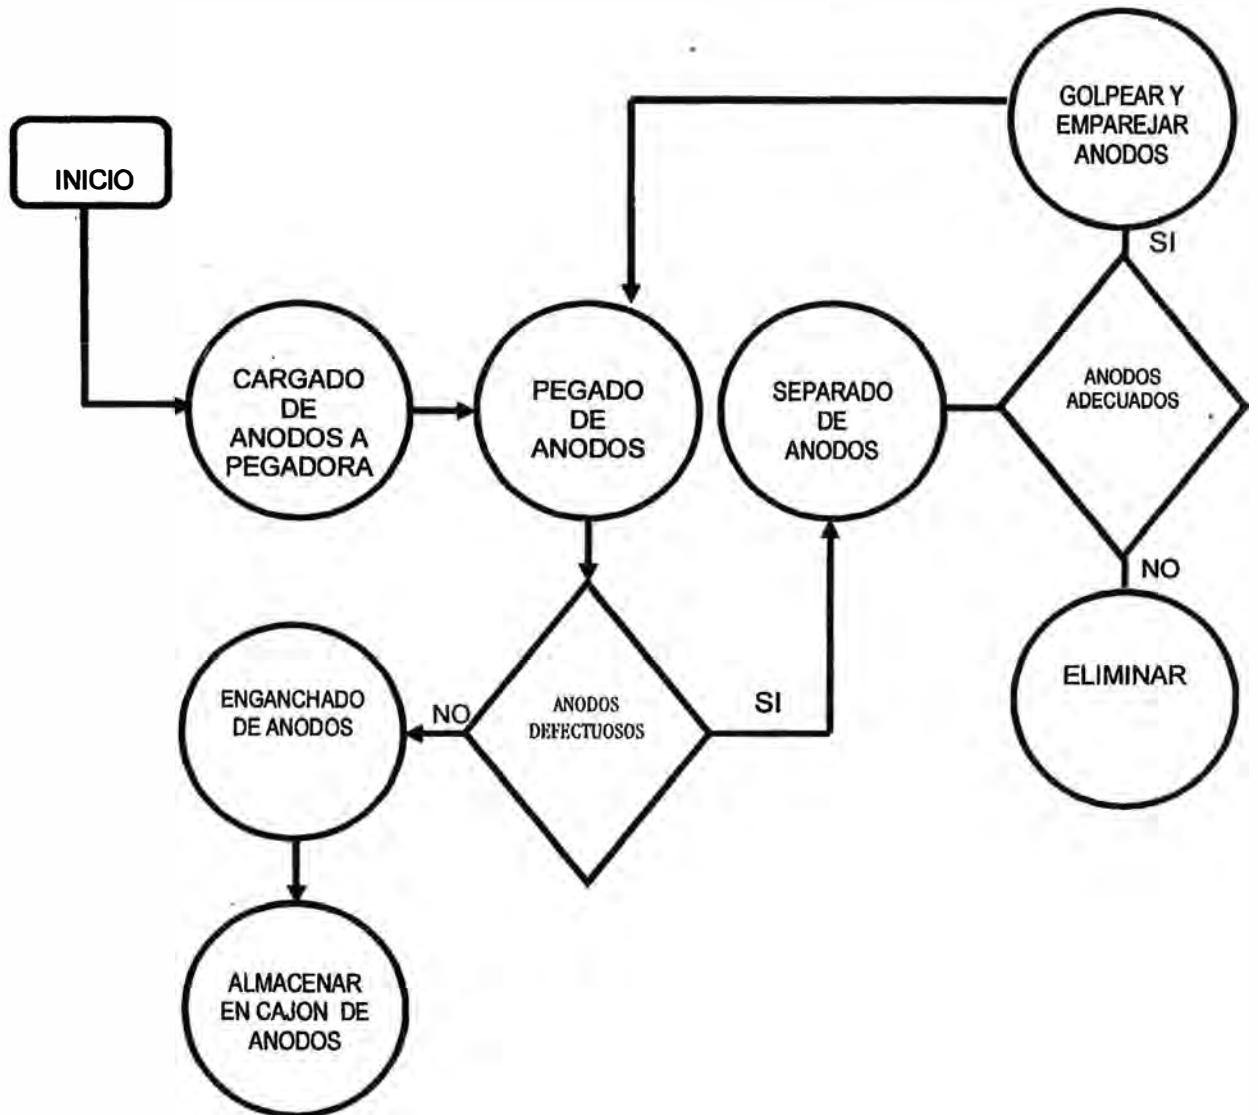 INICIO
CARGADO
DE
ANODOS A
PEGADORA
PEGADO
DE
ANODOS
SEPARADO
DE
ANODOS
GOLPEAR Y
EMPAREJAR
ANODOS
SI
ANODOS
ADECUADOS
NO
ELIMINAR
ANODOS
DEFECTUOSOS
SI
NO
ENGANCHADO
DE ANODOS
ALMACENAR
EN CAJON DE
ANODOS